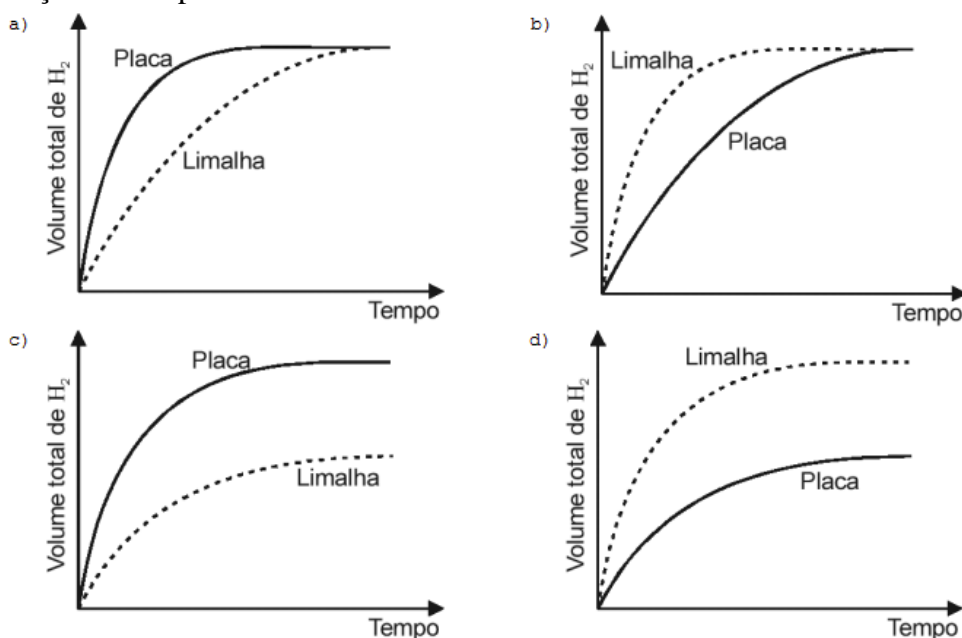 a)
Placa
Limalha
Volume total de H₂
Tempo
b)
Limalha
Placa
Volume total de H₂
Tempo
c)
Placa
Limalha
Volume total de H₂
Tempo
d)
Limalha
Placa
Volume total de H₂
Tempo